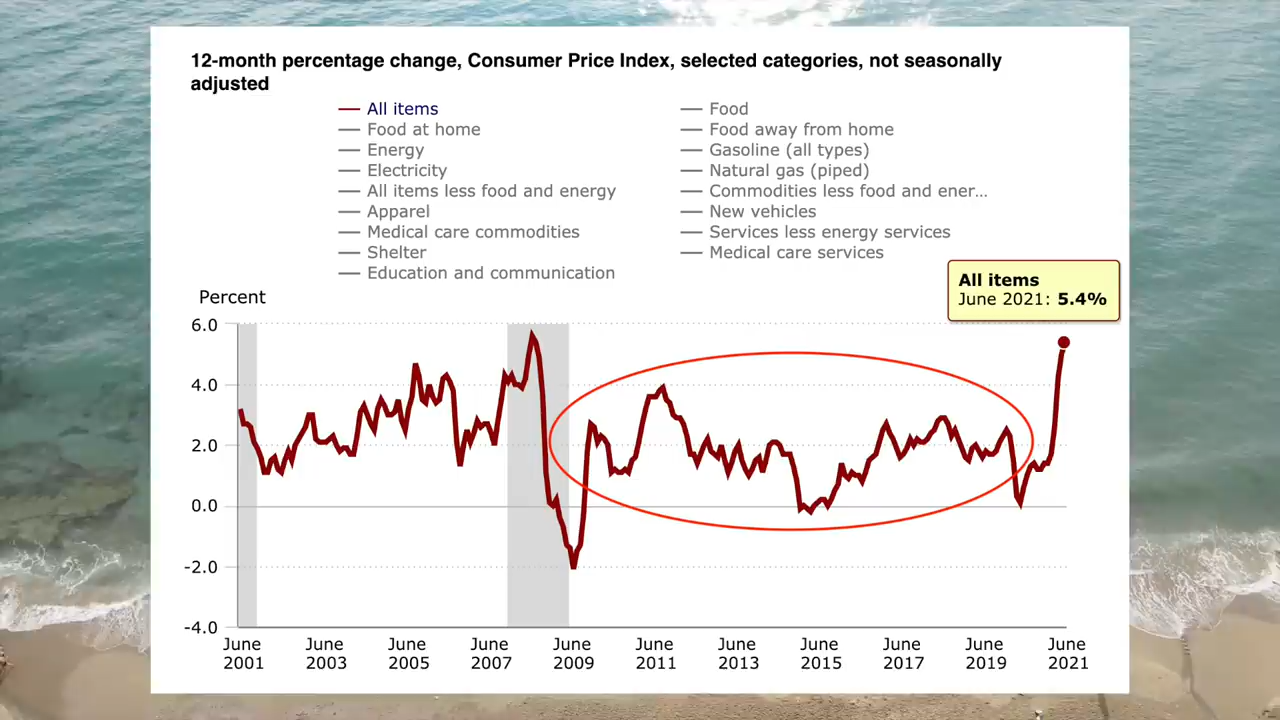 12-month percentage change, Consumer Price Index, selected categories, not seasonally
adjusted
All items
Food
Food at home
Food away from home
Energy
Gasoline (all types)
Electricity
Natural gas (piped)
All items less food and energy
Commodities less food and ener...
Apparel
New vehicles
Medical care commodities
Services less energy services
Shelter
Medical care services
Education and communication
All items
June 2021: 5.4%
Percent
6.0
4.0
2.0
0.0
-2.0
-4.0
June 2001
June 2003
June 2005
June 2007
June 2009
June 2011
June 2013
June 2015
June 2017
June 2019
June 2021